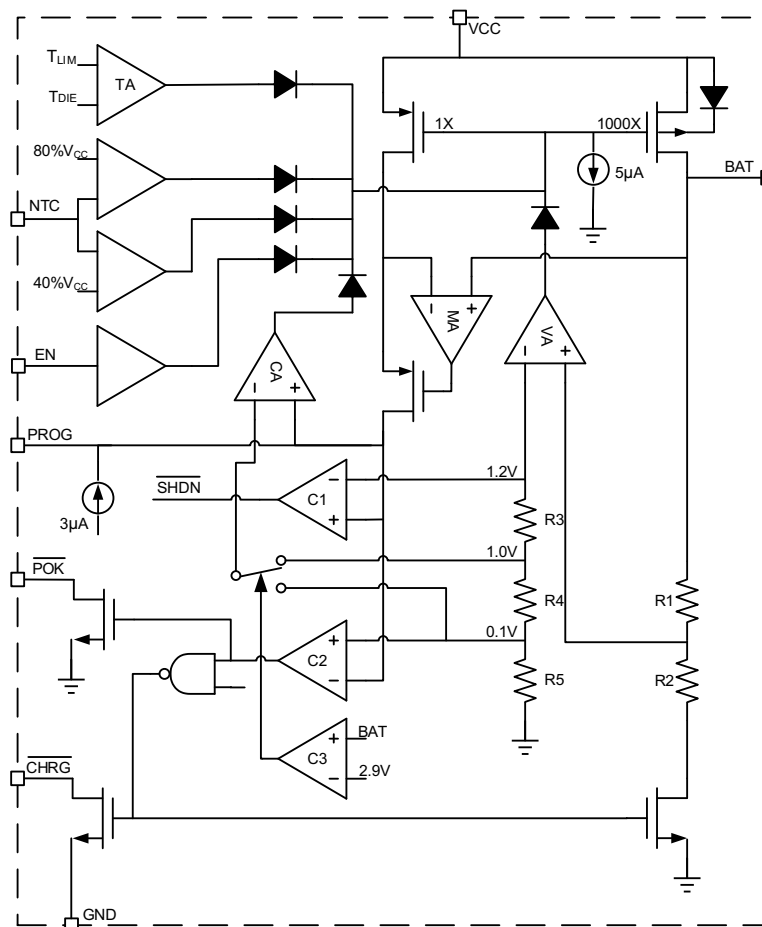 VCC
TLIM
TDIE
TA
1X
1000X
80%VCC
5µA
BAT
NTC
40%VCC
MA
VA
- +
- +
EN
CA
- +
PROG
SHDN
C1
-
+
1.2V
3µA
R3
1.0V
POK
R4
R1
0.1V
C2
+
-
R5
R2
C3
+
-
BAT
2.9V
CHRG
GND